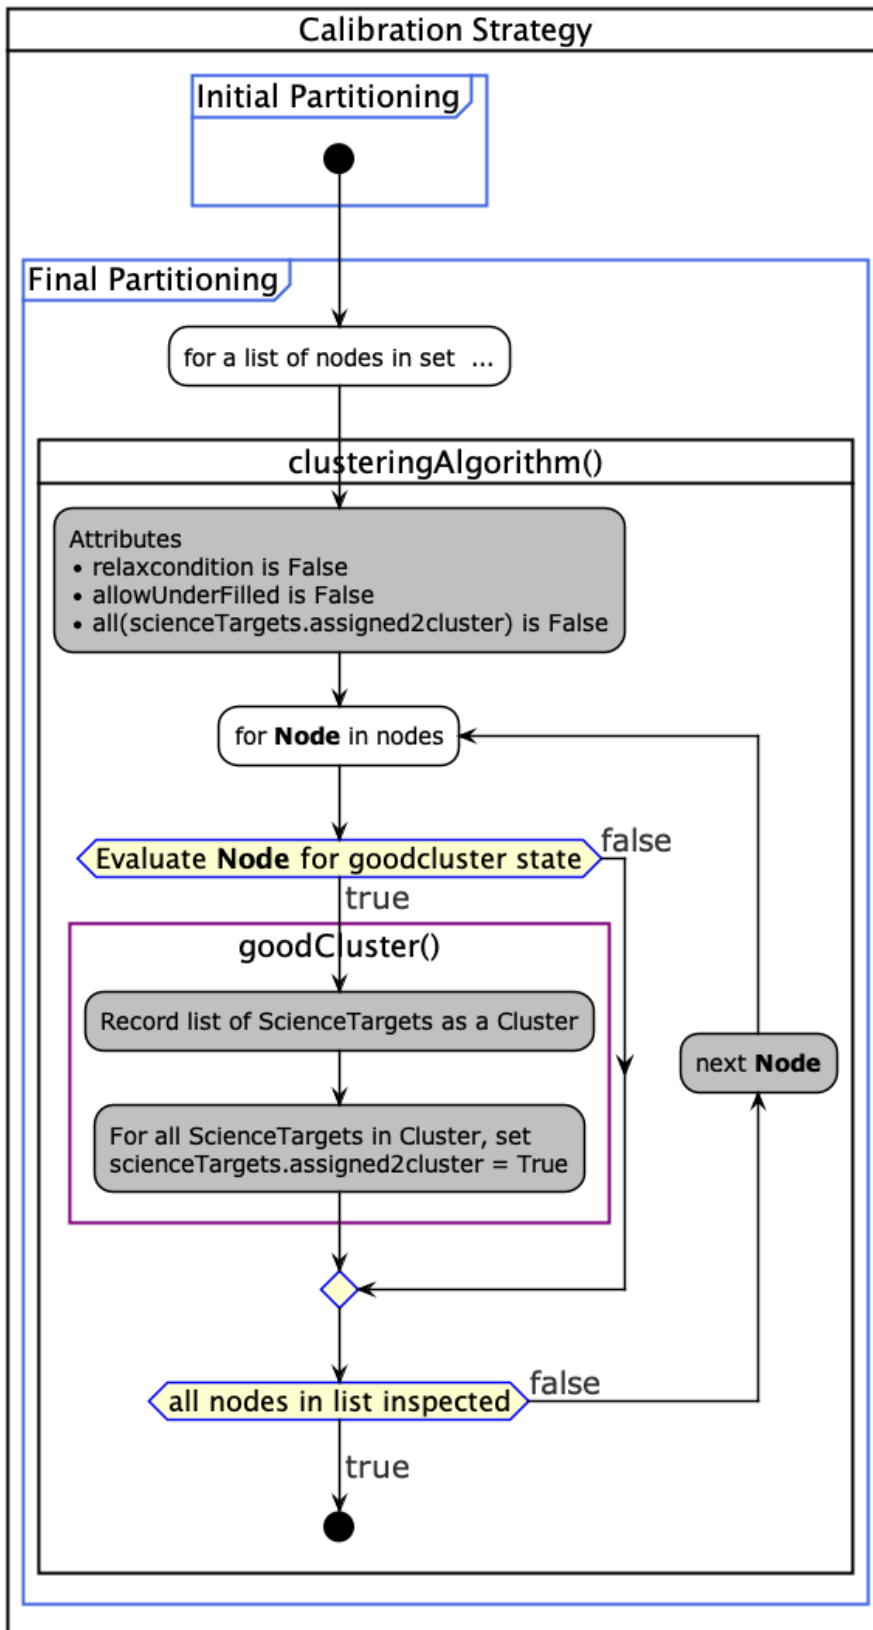 Calibration Strategy
Initial Partitioning
Final Partitioning
for a list of nodes in set  ...
clusteringAlgorithm()
Attributes
• relaxcondition is False
• allowUnderFilled is False
• all(scienceTargets.assigned2cluster) is False
for Node in nodes
Evaluate Node for goodcluster state
false
true
goodCluster()
Record list of ScienceTargets as a Cluster
next Node
For all ScienceTargets in Cluster, set
scienceTargets.assigned2cluster = True
all nodes in list inspected
false
true